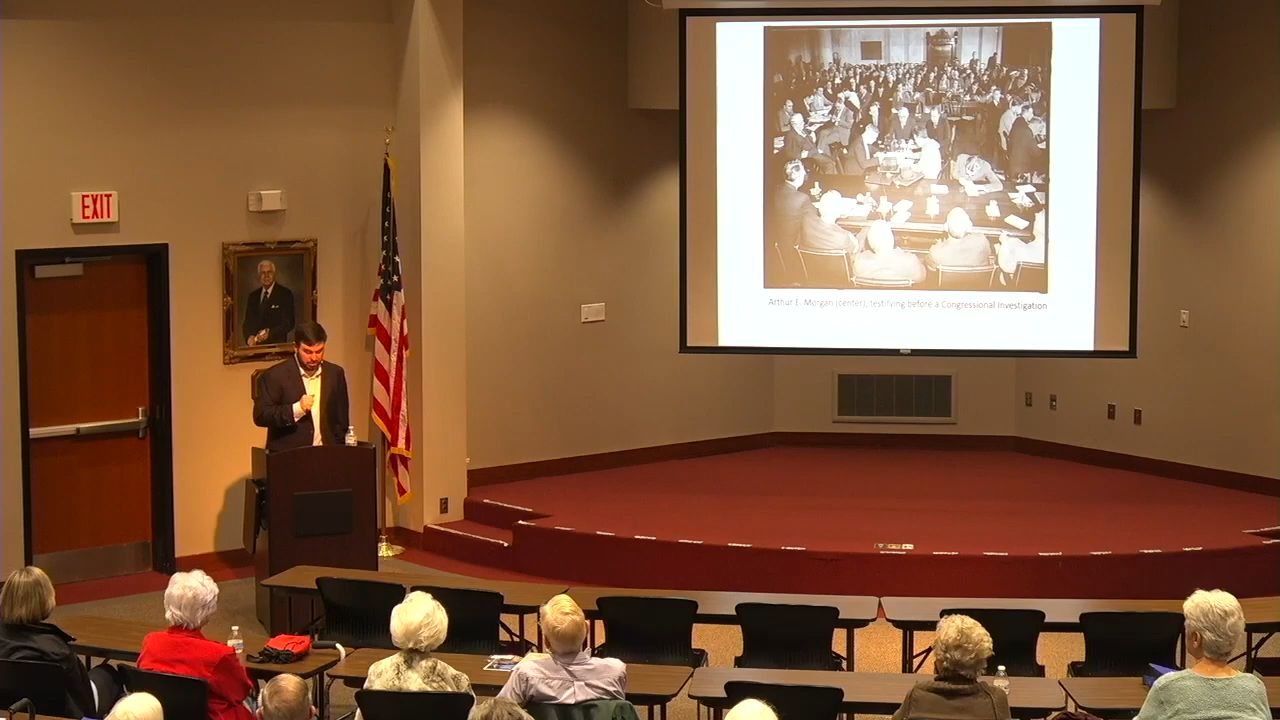 EXIT
Arthur E. Morgan (center), testifying before a Congressional Investigation